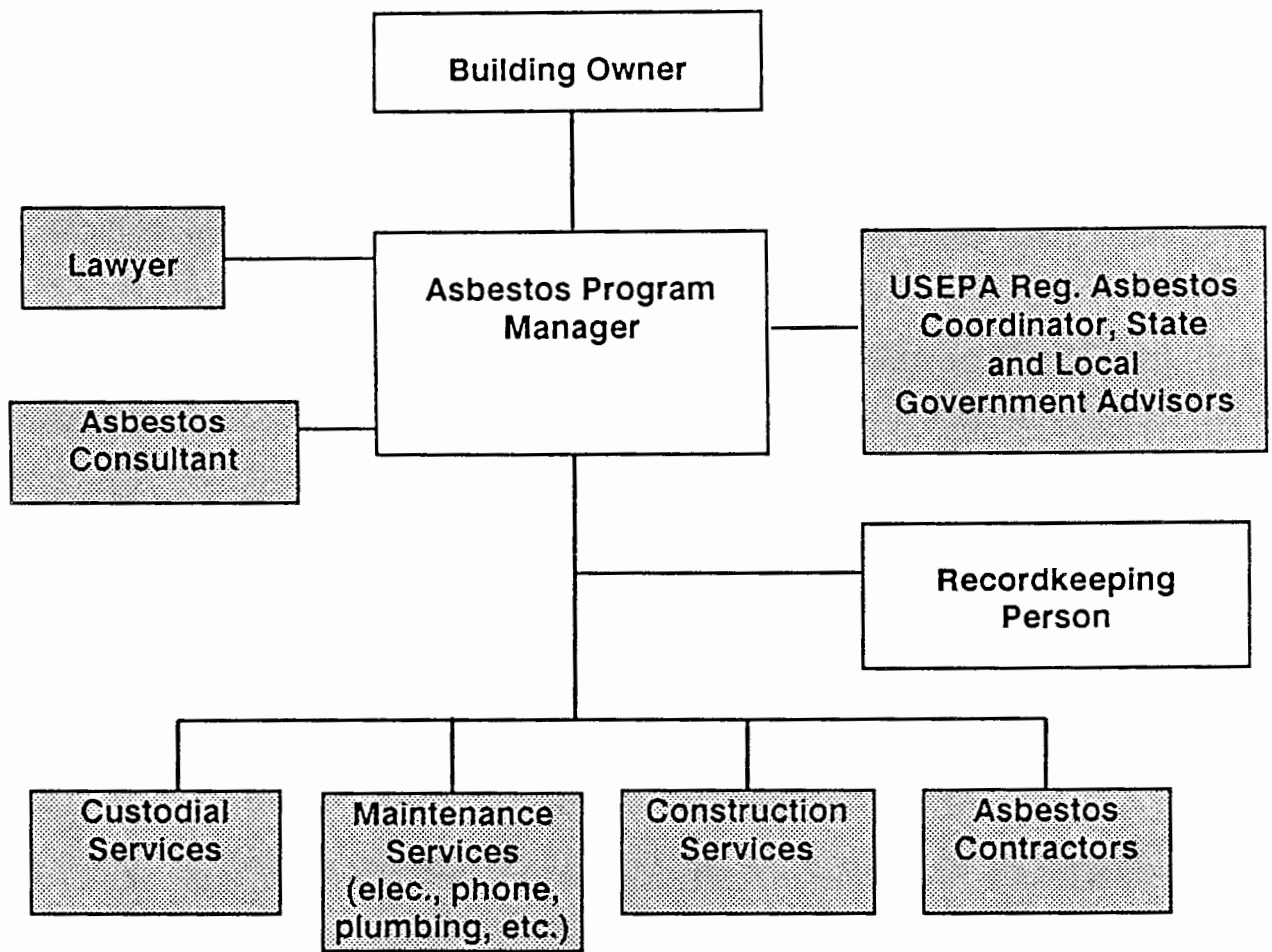 Building Owner
Lawyer
Asbestos Program
Manager
USEPA Reg. Asbestos
Coordinator, State
and Local
Government Advisors
Asbestos
Consultant
Recordkeeping
Person
Custodial
Services
Maintenance
Services
(elec., phone,
plumbing, etc.)
Construction
Services
Asbestos
Contractors